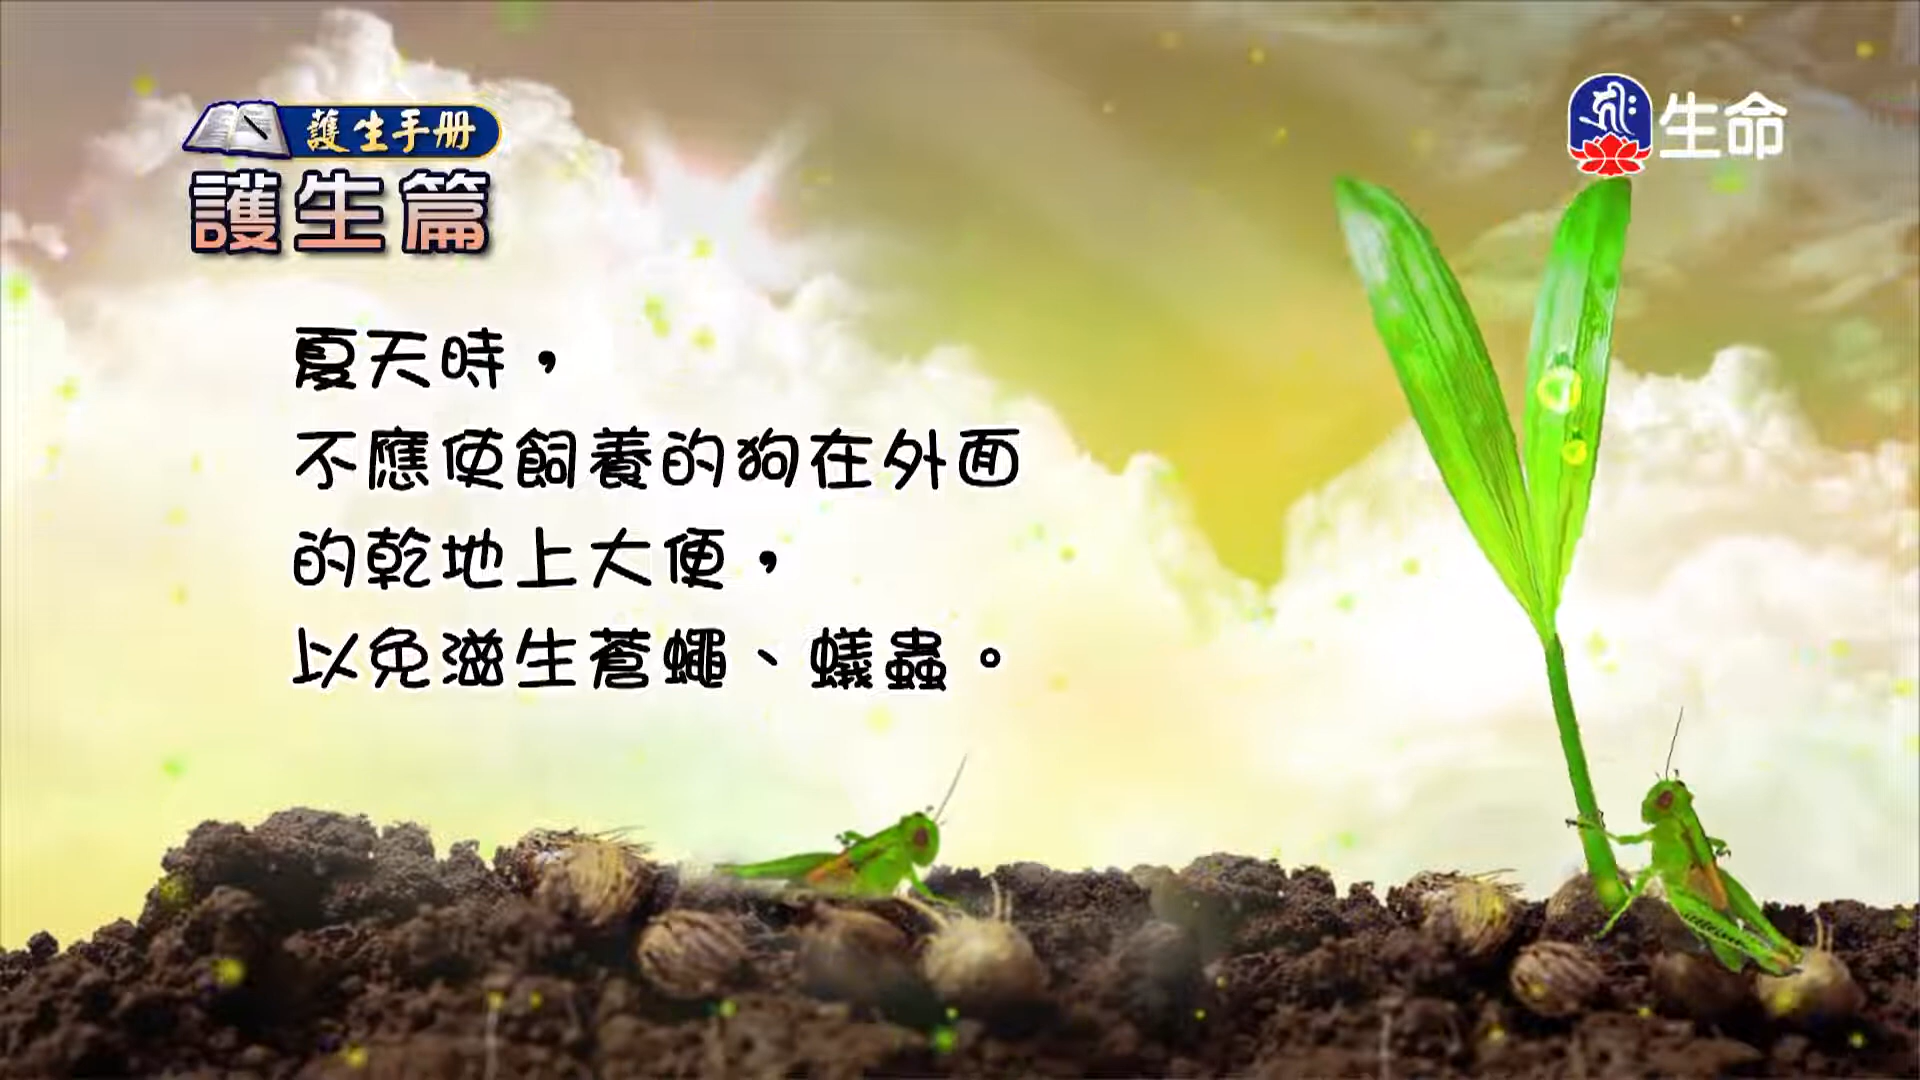 護生手冊
護生篇
生命
夏天時，
不應使飼養的狗在外面
的乾地上大便，
以免滋生蒼蠅、蟻蟲。